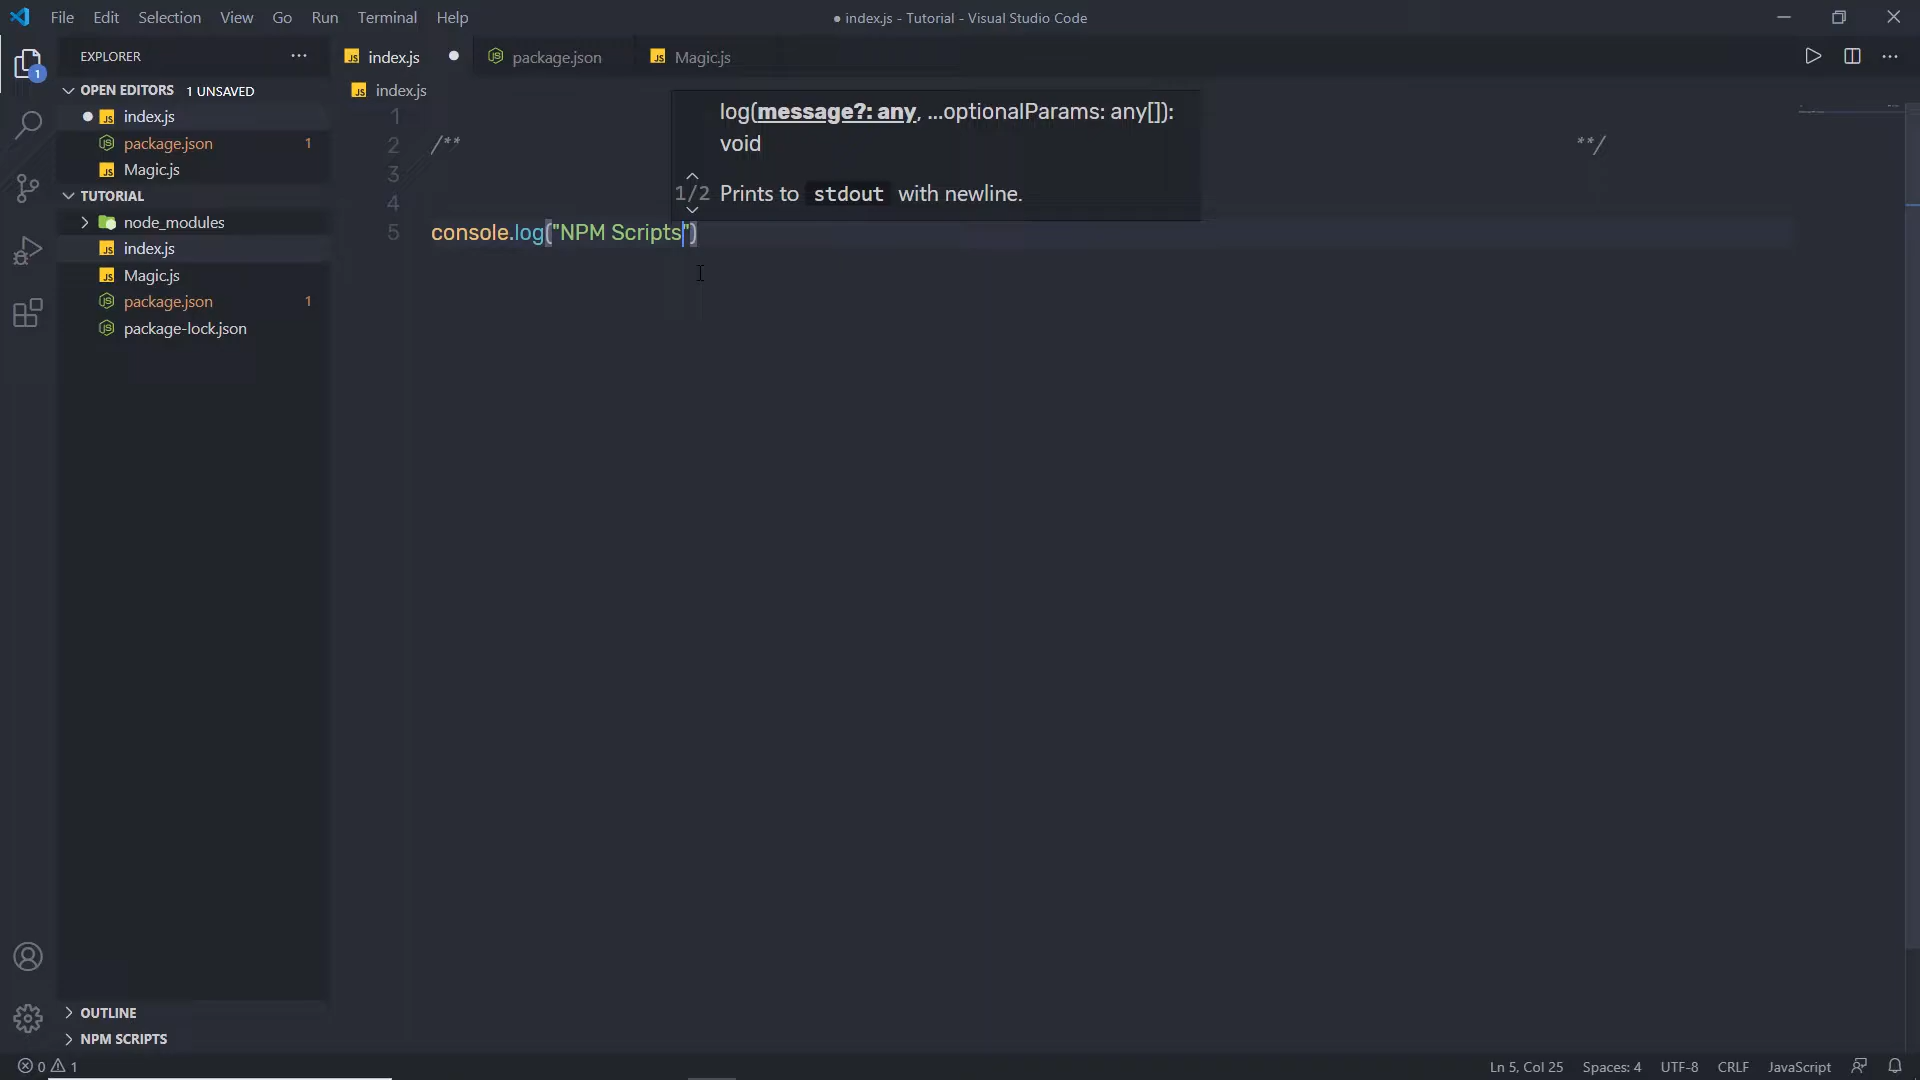 File Edit Selection View Go Run Terminal Help
● index.js - Tutorial - Visual Studio Code
1
EXPLORER
OPEN EDITORS 1 UNSAVED
index.js
package.json 1
Magic.js
TUTORIAL
node_modules
index.js
Magic.js
package.json 1
package-lock.json
OUTLINE
NPM SCRIPTS
JS index.js
package.json
JS Magic.js
JS index.js
1
2 /** **/
3
4
5 console.log("NPM Scripts")
log(message?: any, ...optionalParams: any[]):
void
1/2 Prints to stdout with newline.
0 1
Ln 5, Col 25 Spaces: 4 UTF-8 CRLF JavaScript